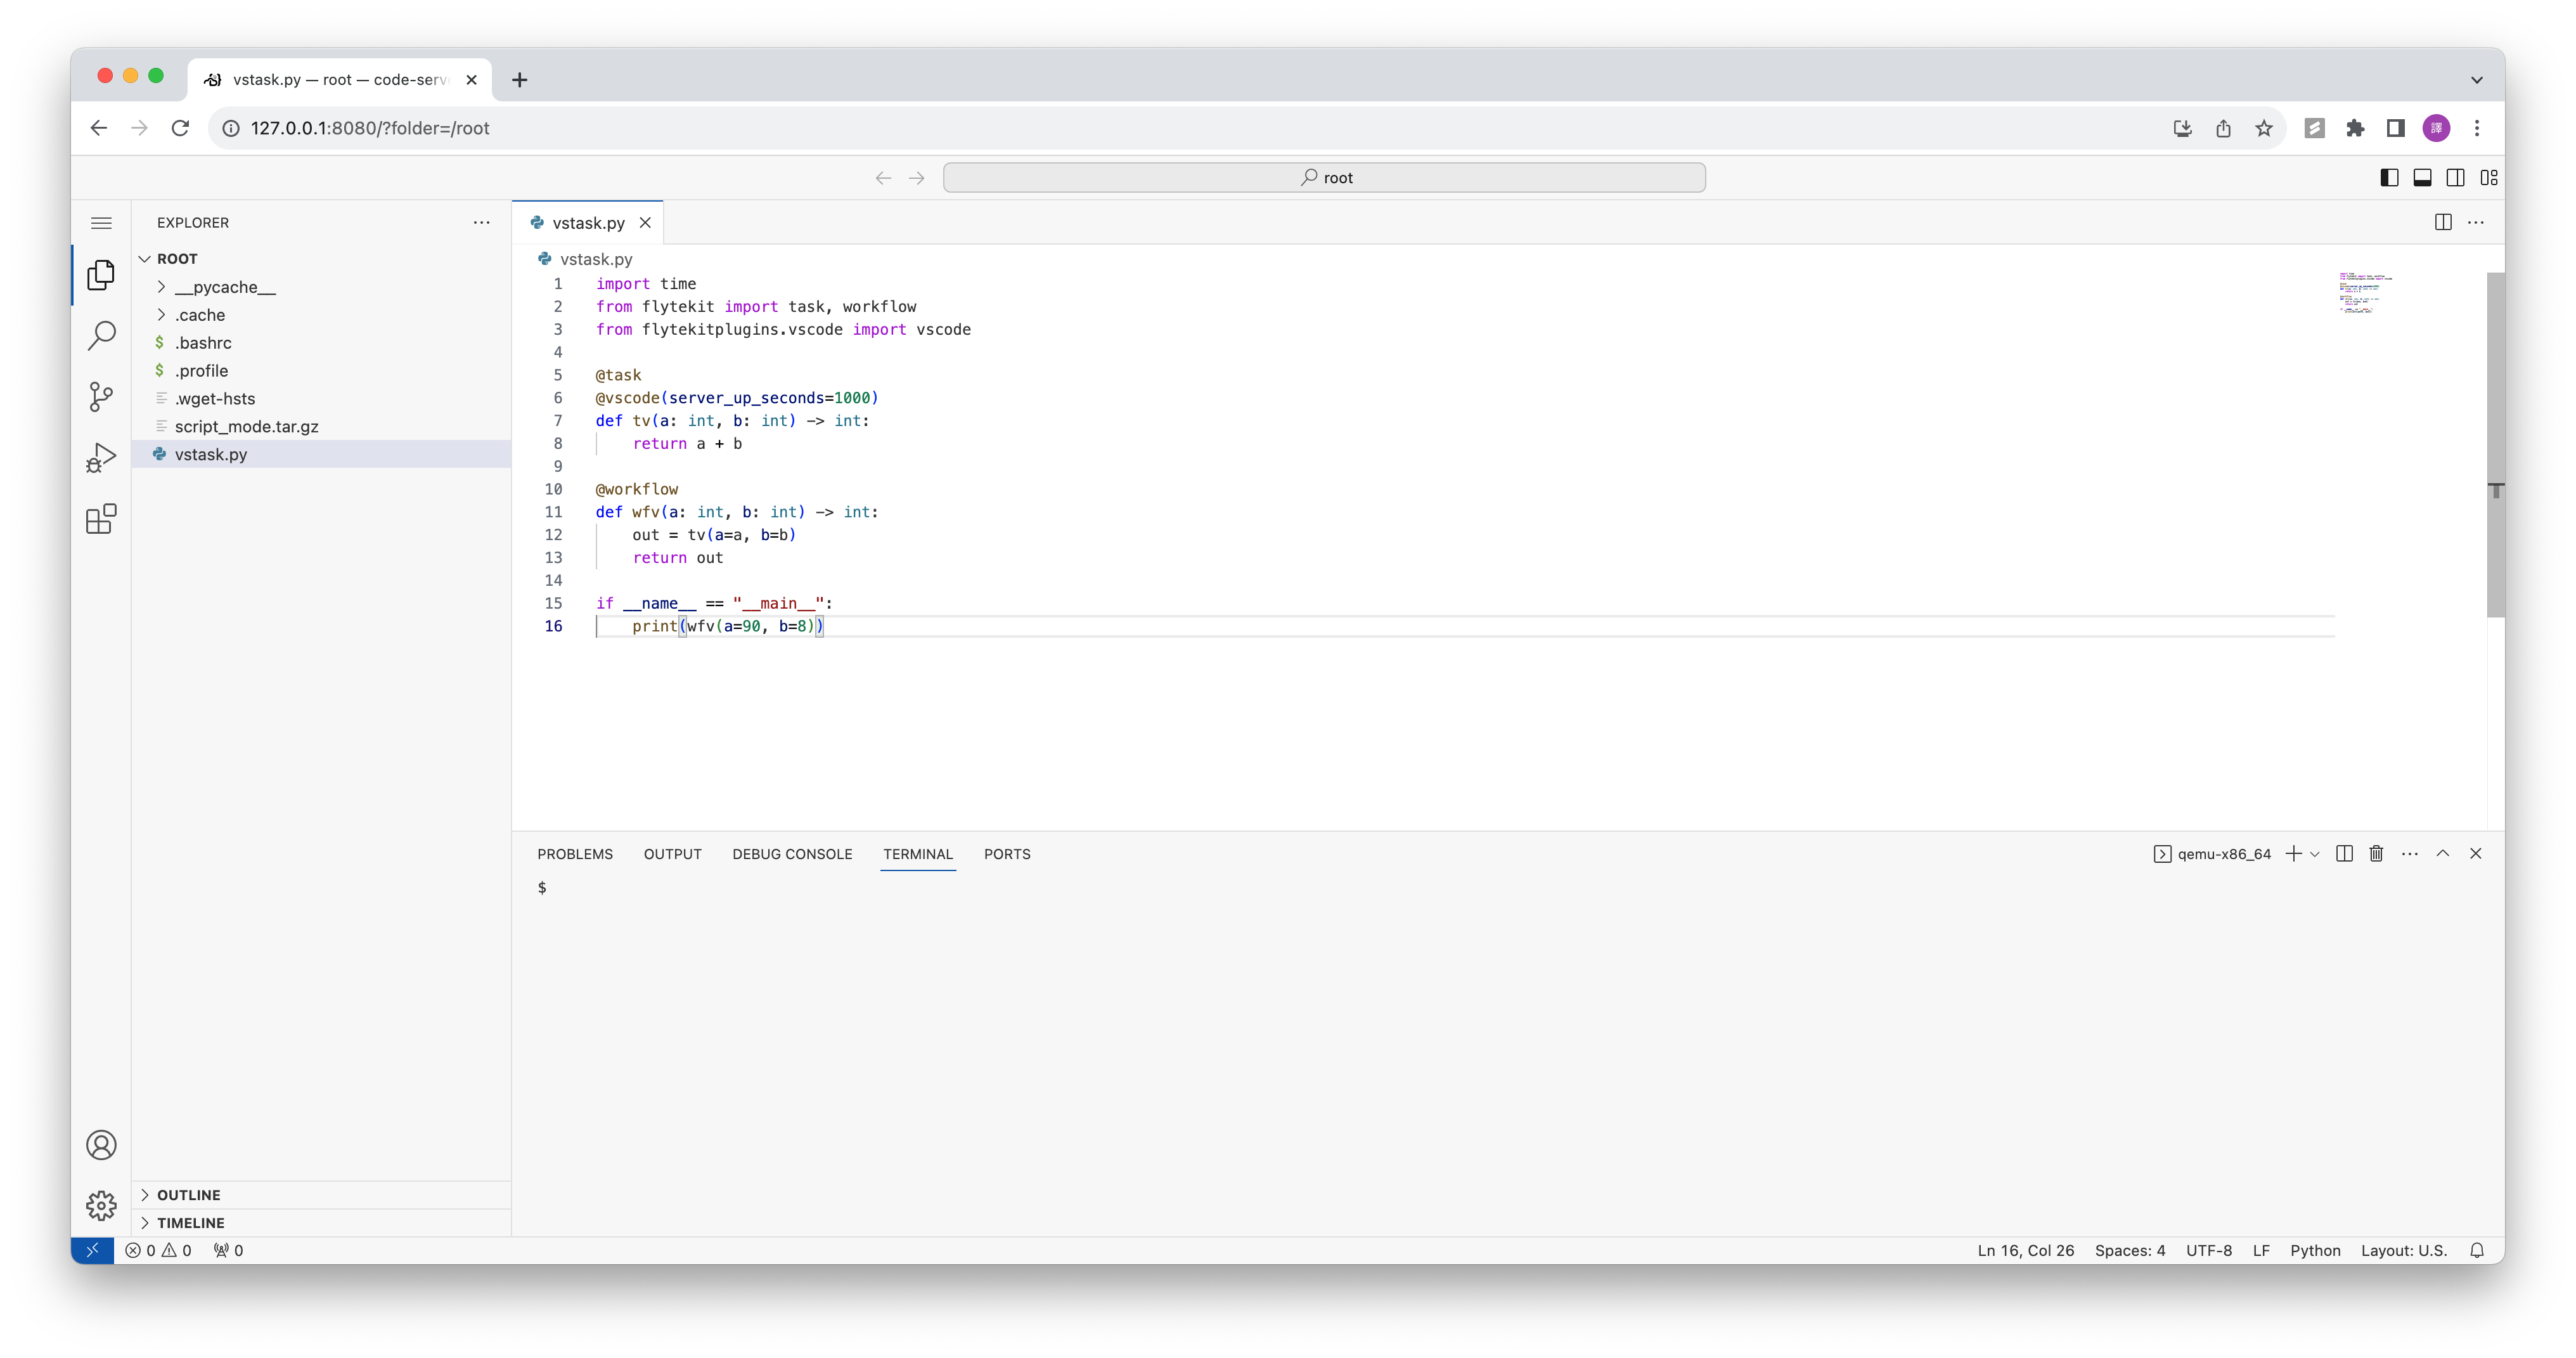 vstask.py — root — code-serv
127.0.0.1:8080/?folder=/root
root
EXPLORER
ROOT
__pycache__
.cache
$ .bashrc
$ .profile
.wget-hsts
script_mode.tar.gz
vstask.py
OUTLINE
TIMELINE
vstask.py
vstask.py
1 import time
2 from flytekit import task, workflow
3 from flytekitplugins.vscode import vscode
4
5 @task
6 @vscode(server_up_seconds=1000)
7 def tv(a: int, b: int) -> int:
8     return a + b
9
10 @workflow
11 def wfv(a: int, b: int) -> int:
12     out = tv(a=a, b=b)
13     return out
14
15 if __name__ == "__main__":
16     print(wfv(a=90, b=8))
PROBLEMS OUTPUT DEBUG CONSOLE TERMINAL PORTS
qemu-x86_64
$
0 0 0
Ln 16, Col 26 Spaces: 4 UTF-8 LF Python Layout: U.S.